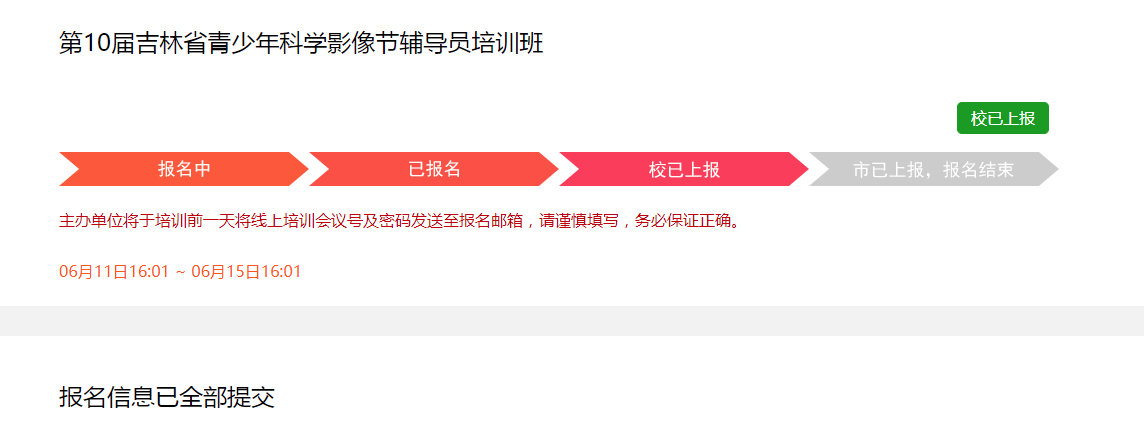 第10届吉林省青少年科学影像节辅导员培训班
校已上报
报名中 已报名 校已上报 市已上报，报名结束
主办单位将于培训前一天将线上培训会议号及密码发送至报名邮箱，请谨慎填写，务必保证正确。
06月11日16:01 ~ 06月15日16:01
报名信息已全部提交